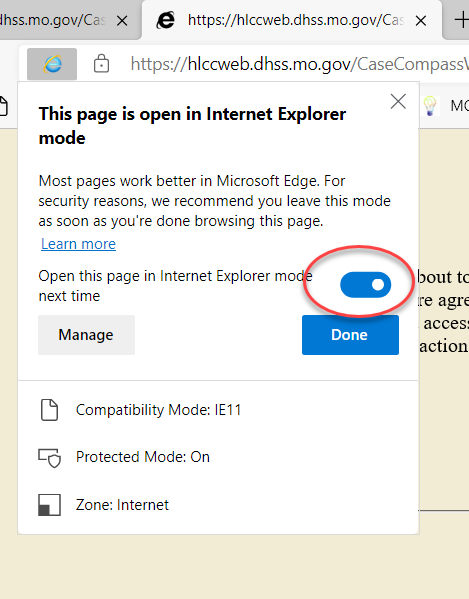 dhss.mo.gov/Cas
https://hlccweb.dhss.mo.gov/Cas
https://hlccweb.dhss.mo.gov/CaseCompassW
MO
This page is open in Internet Explorer
mode
Most pages work better in Microsoft Edge. For
security reasons, we recommend you leave this mode
as soon as you're done browsing this page.
Learn more
Open this page in Internet Explorer mode
next time
Manage
Done
Compatibility Mode: IE11
Protected Mode: On
Zone: Internet
bout to
re agre
access
action